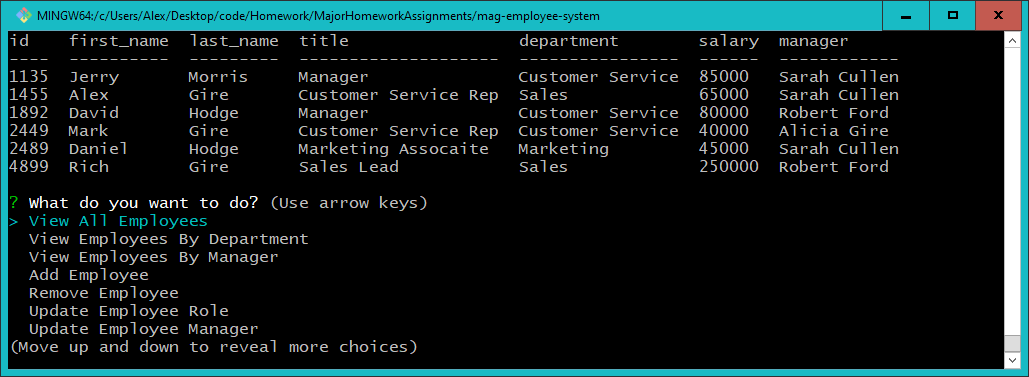 MINGW64:/c/Users/Alex/Desktop/code/Homework/MajorHomeworkAssignments/mag-employee-system
id    first_name  last_name  title                 department        salary  manager
----  ----------  ---------  --------------------  ----------------  ------  ------------
1135  Jerry       Morris     Manager               Customer Service  85000   Sarah Cullen
1455  Alex        Gire       Customer Service Rep  Sales             65000   Sarah Cullen
1892  David       Hodge      Manager               Customer Service  80000   Robert Ford
2449  Mark        Gire       Customer Service Rep  Customer Service  40000   Alicia Gire
2489  Daniel      Hodge      Marketing Assocaite   Marketing         45000   Sarah Cullen
4899  Rich        Gire       Sales Lead            Sales             250000  Robert Ford
? What do you want to do? (Use arrow keys)
> View All Employees
  View Employees By Department
  View Employees By Manager
  Add Employee
  Remove Employee
  Update Employee Role
  Update Employee Manager
(Move up and down to reveal more choices)